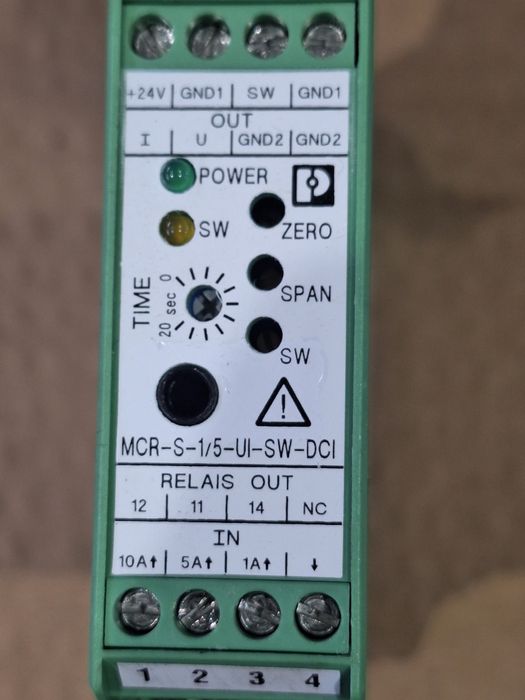 +24V GND1 SW GND1
OUT
I U GND2 GND2
POWER
SW
ZERO
TIME
20 sec 0
SPAN
SW
MCR-S-1/5-UI-SW-DCI
RELAIS OUT
12 11 14 NC
IN
10A↑ 5A↑ 1A↑ ↓
1 2 3 4